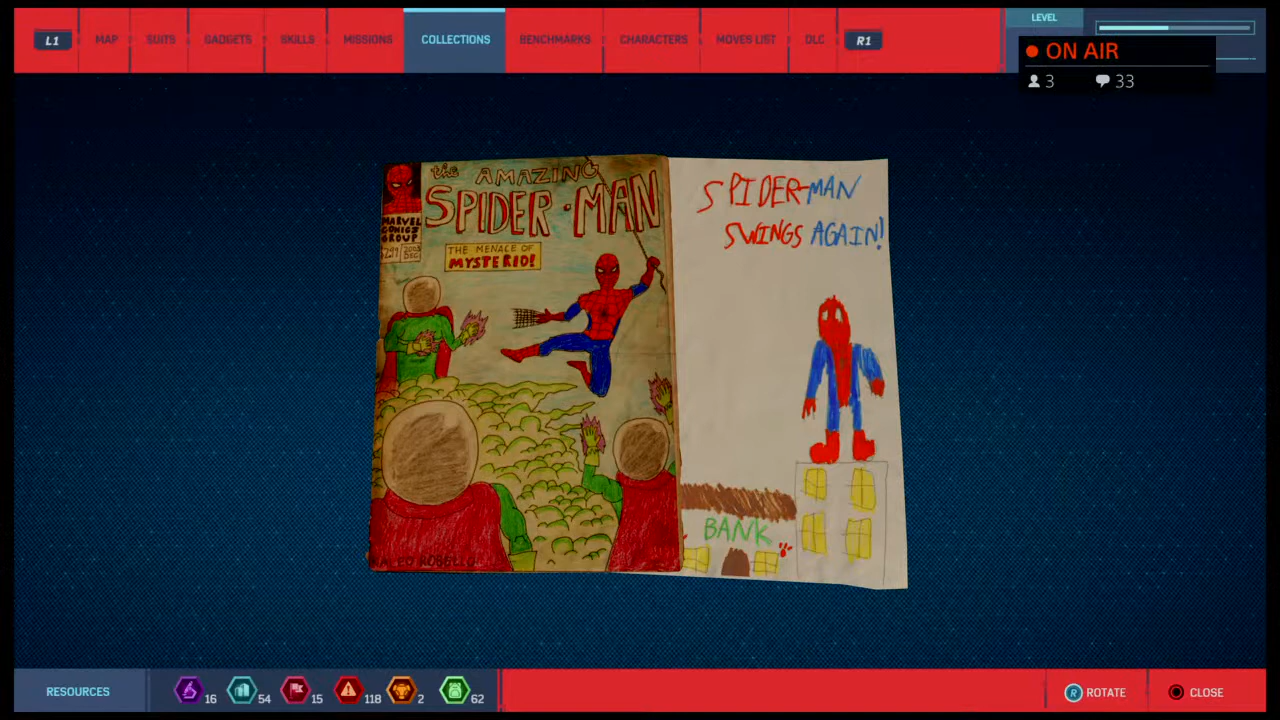 LEVEL
L1 MAP SUITS GADGETS SKILLS MISSIONS COLLECTIONS BENCHMARKS CHARACTERS MOVES LIST DLC R1
ON AIR
3 33
the AMAZING
SPIDER-MAN
MARVEL
COMICS
GROUP
THE MENACE OF
MYSTERIO!
SPIDER-MAN
SWINGS AGAIN!
BANK
RESOURCES 16 54 15 118 2 62 R ROTATE CLOSE